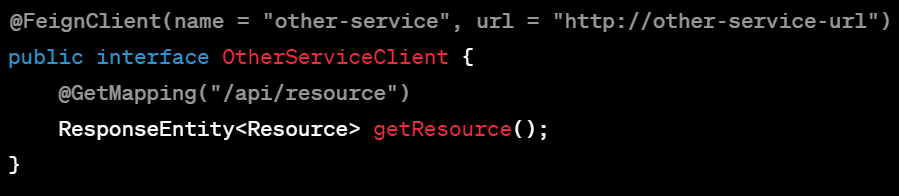 @FeignClient(name = "other-service", url = "http://other-service-url")
public interface OtherServiceClient {
    @GetMapping("/api/resource")
    ResponseEntity<Resource> getResource();
}